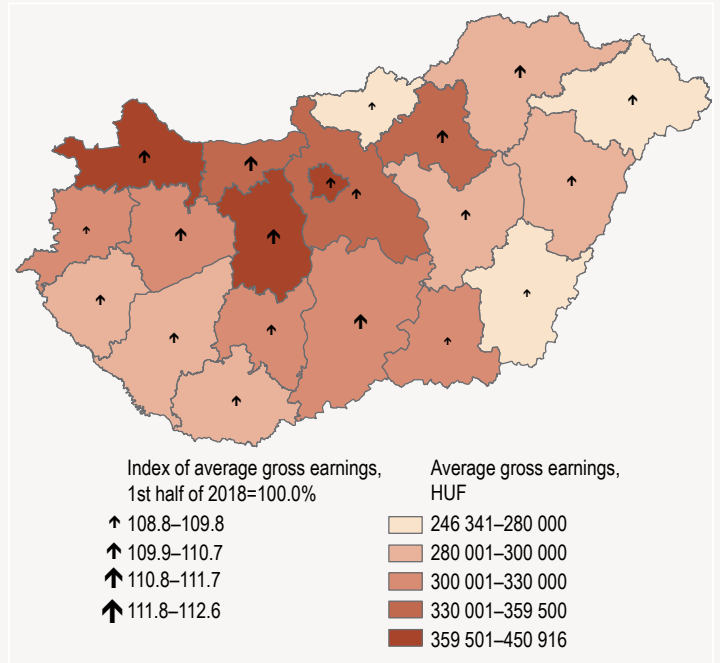 Index of average gross earnings,
1st half of 2018=100.0%
108.8–109.8
109.9–110.7
110.8–111.7
111.8–112.6
Average gross earnings,
HUF
246 341–280 000
280 001–300 000
300 001–330 000
330 001–359 500
359 501–450 916